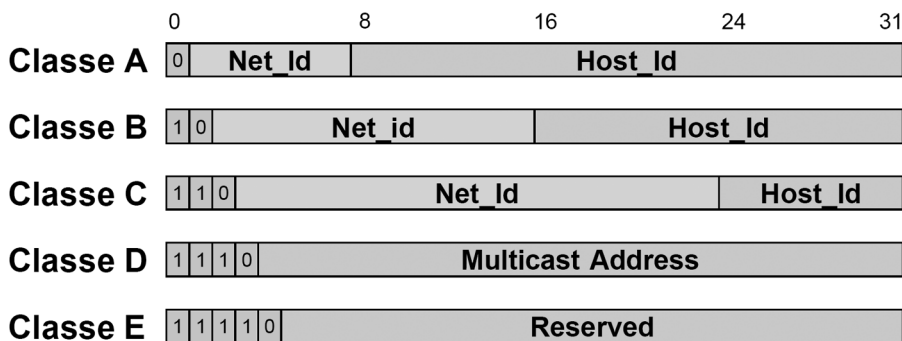 0 8 16 24 31
Classe A 0 Net_Id Host_Id
Classe B 1 0 Net_id Host_Id
Classe C 1 1 0 Net_Id Host_Id
Classe D 1 1 1 0 Multicast Address
Classe E 1 1 1 1 0 Reserved